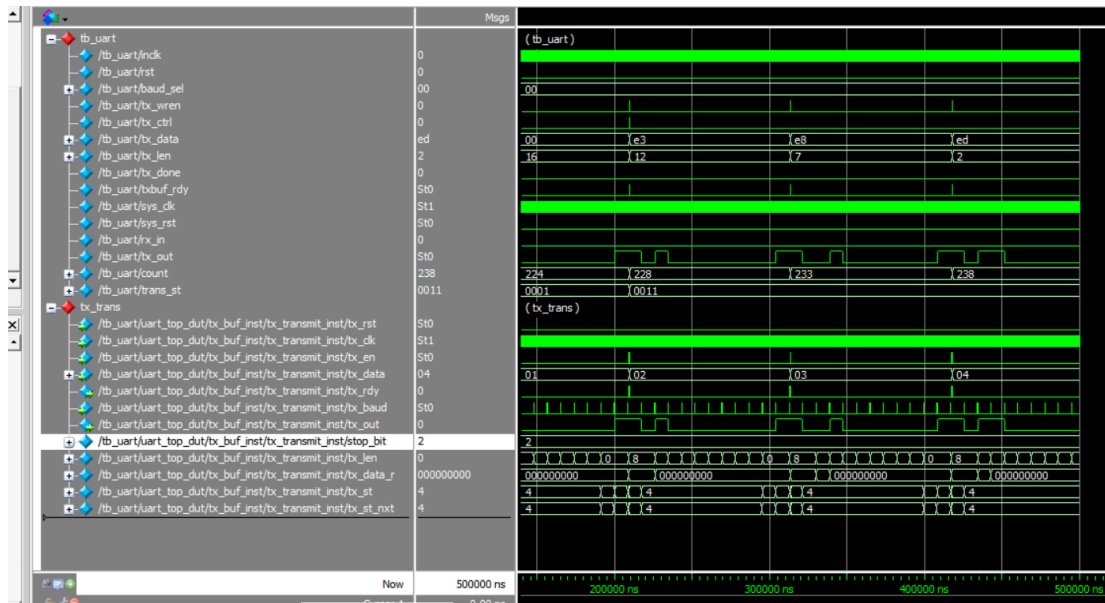 Msgs
tb_uart
( tb_uart )
/tb_uart/inclk 0
/tb_uart/rst 0
/tb_uart/baud_sel 00 00
/tb_uart/tx_wren 0
/tb_uart/tx_ctrl 0
/tb_uart/tx_data ed 00 e3 e8 ed
/tb_uart/tx_len 2 16 12 7 2
/tb_uart/tx_done 0
/tb_uart/txbuf_rdy St0
/tb_uart/sys_clk St1
/tb_uart/sys_rst St0
/tb_uart/rx_in 0
/tb_uart/tx_out St0
/tb_uart/count 238 224 228 233 238
/tb_uart/trans_st 0011 0001 0011
tx_trans
( tx_trans )
/tb_uart/uart_top_dut/tx_buf_inst/tx_transmit_inst/tx_rst St0
/tb_uart/uart_top_dut/tx_buf_inst/tx_transmit_inst/tx_clk St1
/tb_uart/uart_top_dut/tx_buf_inst/tx_transmit_inst/tx_en St0
/tb_uart/uart_top_dut/tx_buf_inst/tx_transmit_inst/tx_data 04 01 02 03 04
/tb_uart/uart_top_dut/tx_buf_inst/tx_transmit_inst/tx_rdy 0
/tb_uart/uart_top_dut/tx_buf_inst/tx_transmit_inst/tx_baud St0
/tb_uart/uart_top_dut/tx_buf_inst/tx_transmit_inst/tx_out 0
/tb_uart/uart_top_dut/tx_buf_inst/tx_transmit_inst/stop_bit 2 2
/tb_uart/uart_top_dut/tx_buf_inst/tx_transmit_inst/tx_len 0 0 8 0 8 0 8
/tb_uart/uart_top_dut/tx_buf_inst/tx_transmit_inst/tx_data_r 000000000 000000000 000000000 000000000 000000000
/tb_uart/uart_top_dut/tx_buf_inst/tx_transmit_inst/tx_st 4 4 4 4 4
/tb_uart/uart_top_dut/tx_buf_inst/tx_transmit_inst/tx_st_nxt 4 4 4 4 4
Now 500000 ns 200000 ns 300000 ns 400000 ns 500000 ns